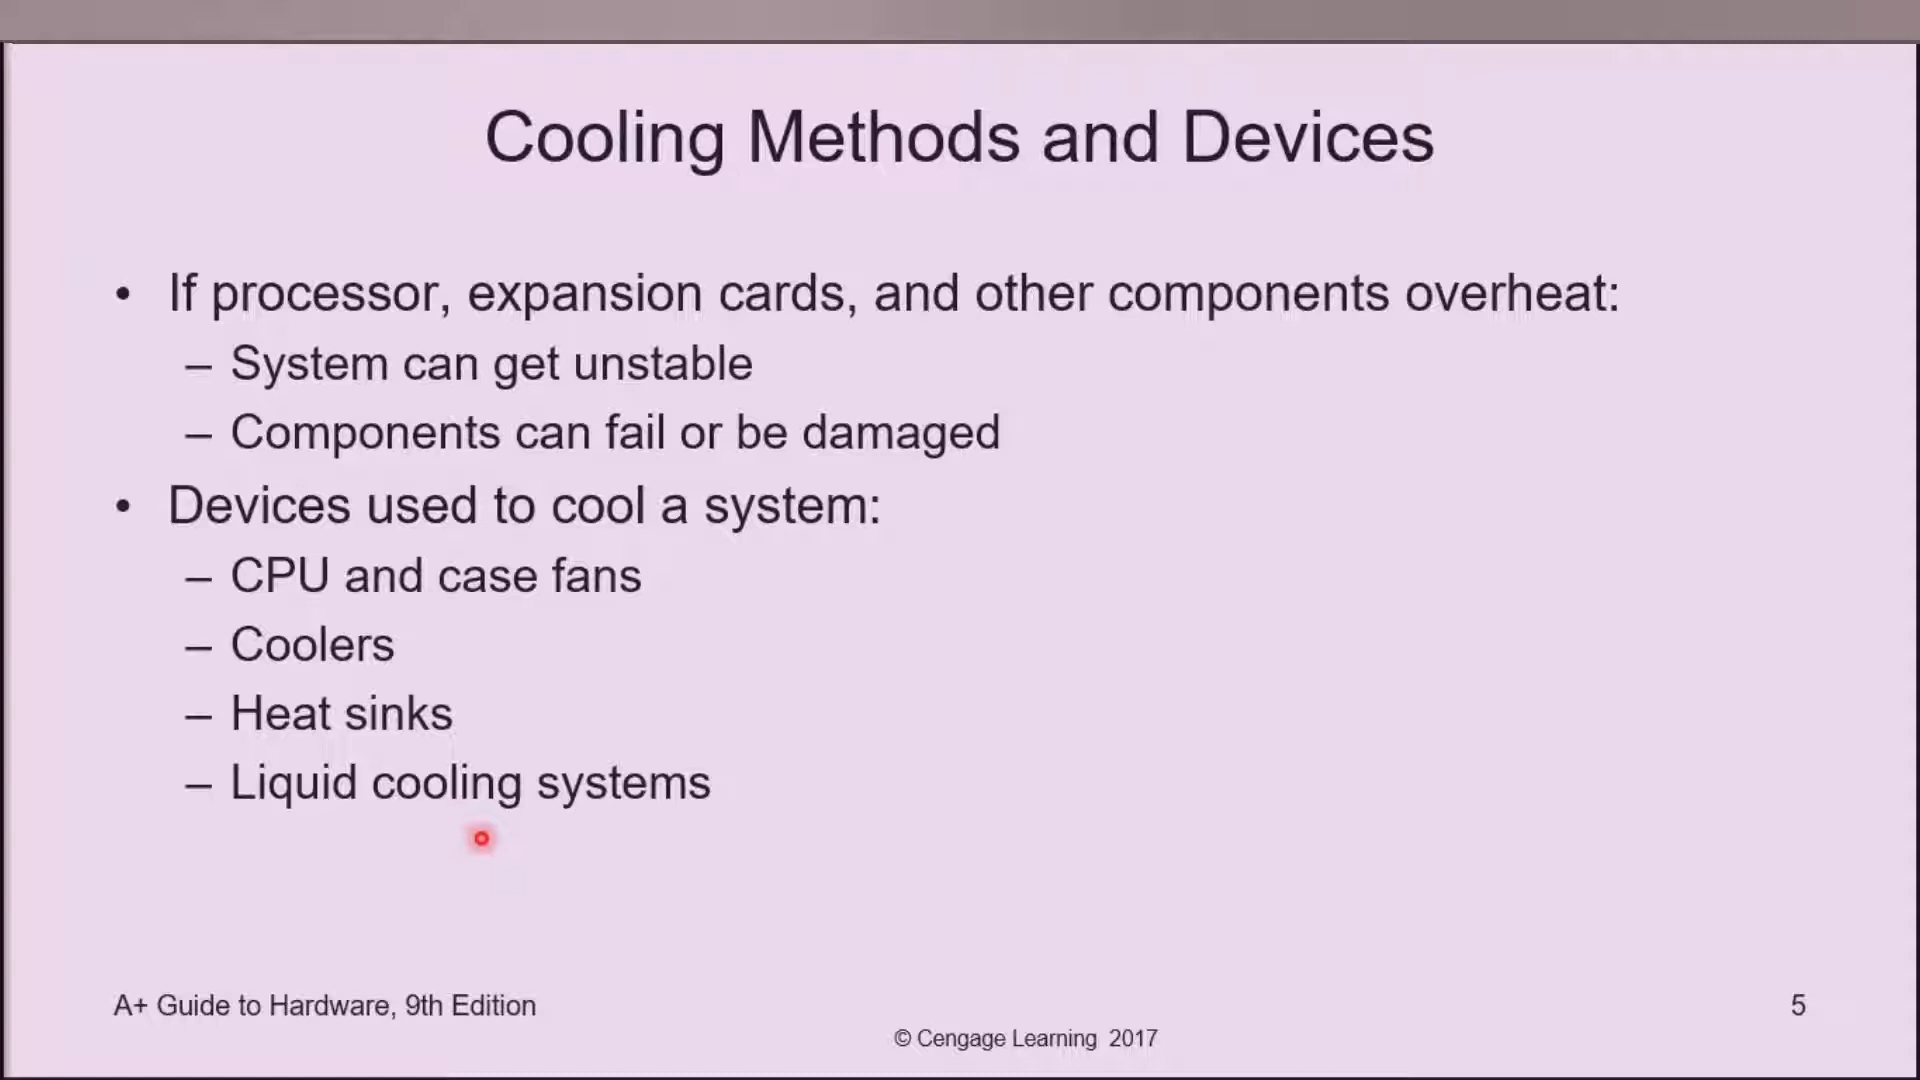 Cooling Methods and Devices
• If processor, expansion cards, and other components overheat:
– System can get unstable
– Components can fail or be damaged
• Devices used to cool a system:
– CPU and case fans
– Coolers
– Heat sinks
– Liquid cooling systems
A+ Guide to Hardware, 9th Edition
5
© Cengage Learning 2017